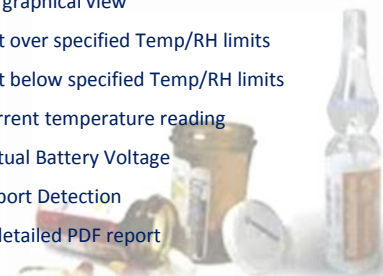 graphical view
t over specified Temp/RH limits
t below specified Temp/RH limits
rrent temperature reading
tual Battery Voltage
port Detection
detailed PDF report